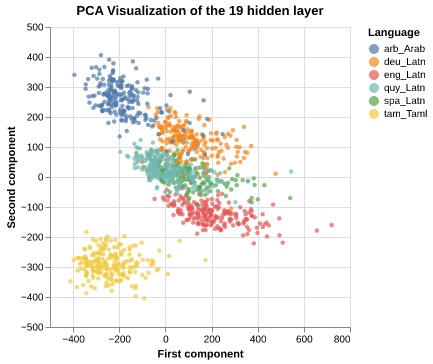 PCA Visualization of the 19 hidden layer
Language
arb_Arab
deu_Latn
eng_Latn
quy_Latn
spa_Latn
tam_Taml
Second component
500
400
300
200
100
0
−100
−200
−300
−400
−500
−400 −200 0 200 400 600 800
First component